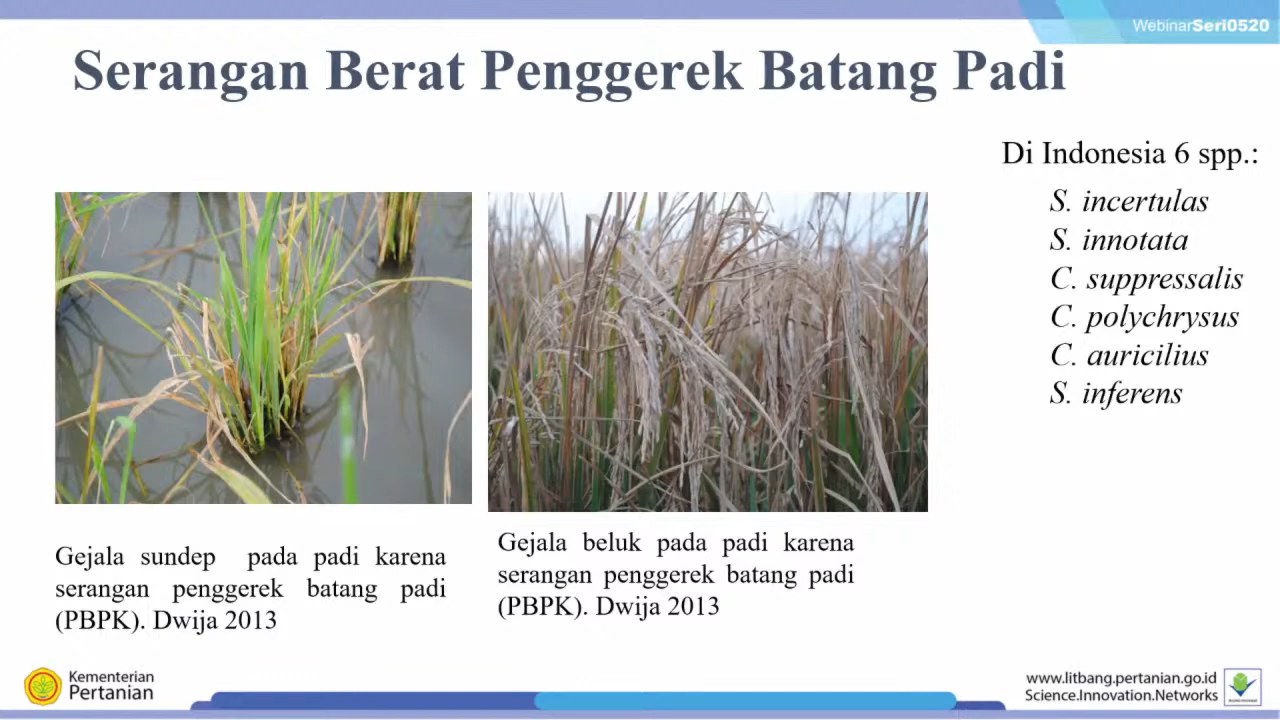 WebinarSeri0520
Serangan Berat Penggerek Batang Padi
Di Indonesia 6 spp.:
S. incertulas
S. innotata
C. suppressalis
C. polychrysus
C. auricilius
S. inferens
Gejala sundep pada padi karena
serangan penggerek batang padi
(PBPK). Dwija 2013
Gejala beluk pada padi karena
serangan penggerek batang padi
(PBPK). Dwija 2013
Kementerian
Pertanian
www.litbang.pertanian.go.id
Science.Innovation.Networks